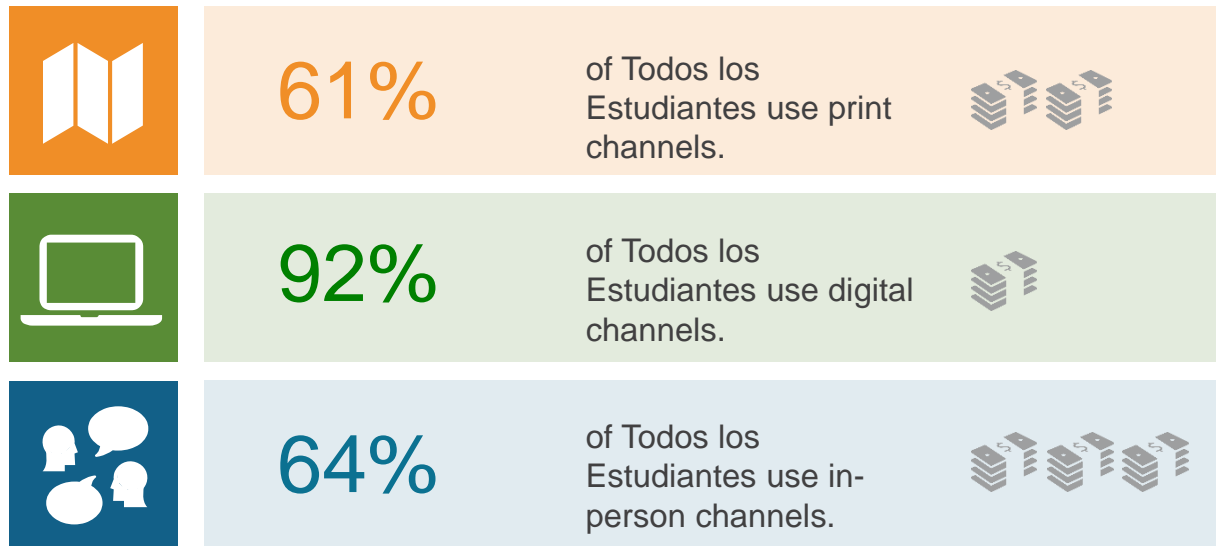 61%
of Todos los
Estudiantes use print
channels.
92%
of Todos los
Estudiantes use digital
channels.
64%
of Todos los
Estudiantes use in-
person channels.